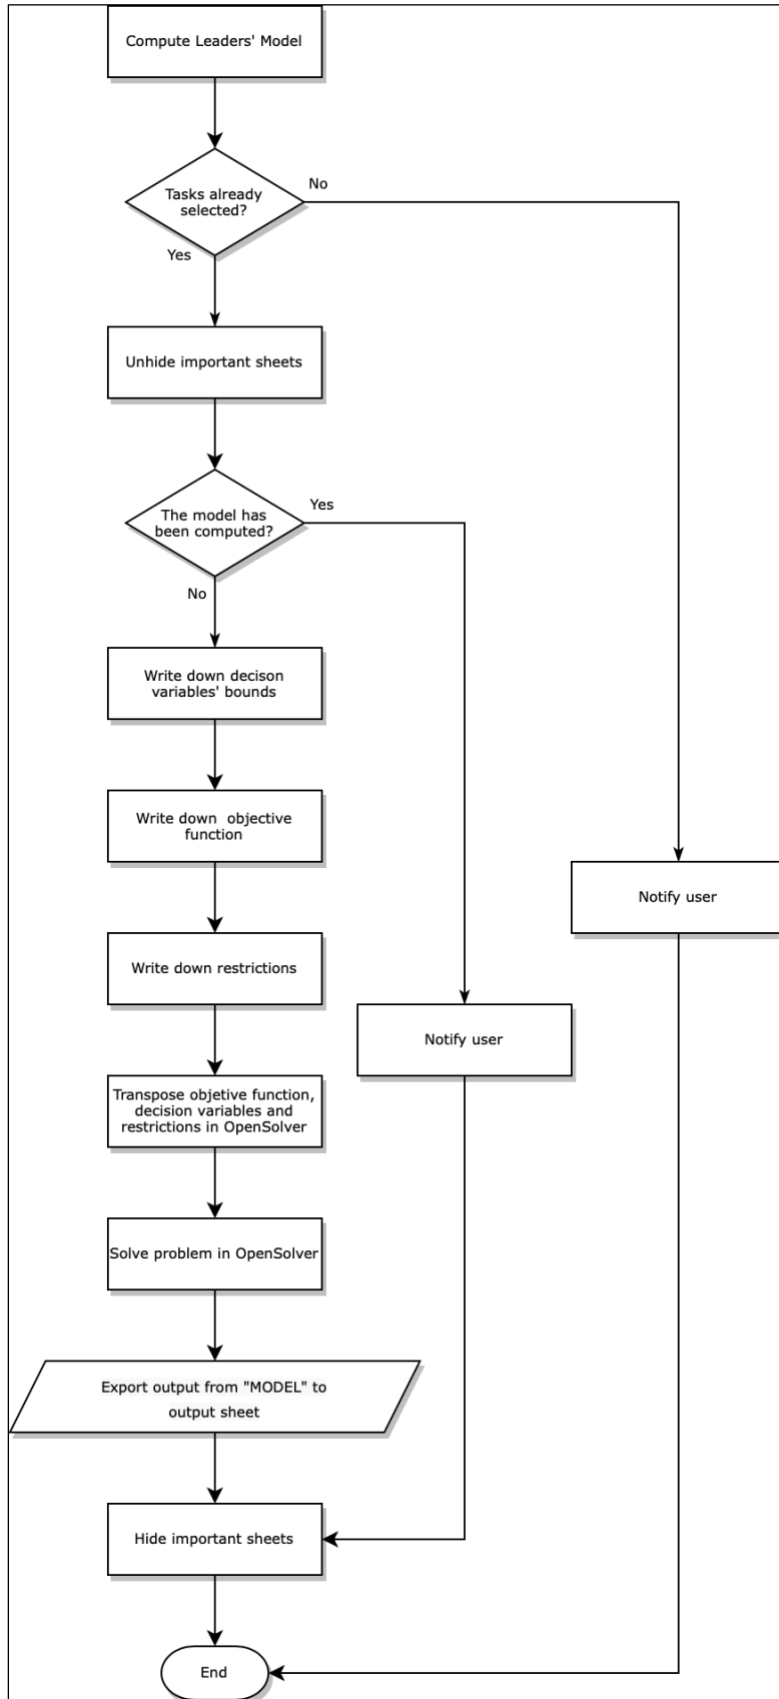 Compute Leaders' Model
Tasks already
selected?
No
Yes
Unhide important sheets
The model has
been computed?
Yes
No
Write down decison
variables' bounds
Write down  objective
function
Notify user
Write down restrictions
Notify user
Transpose objetive function,
decision variables and
restrictions in OpenSolver
Solve problem in OpenSolver
Export output from "MODEL" to
output sheet
Hide important sheets
End